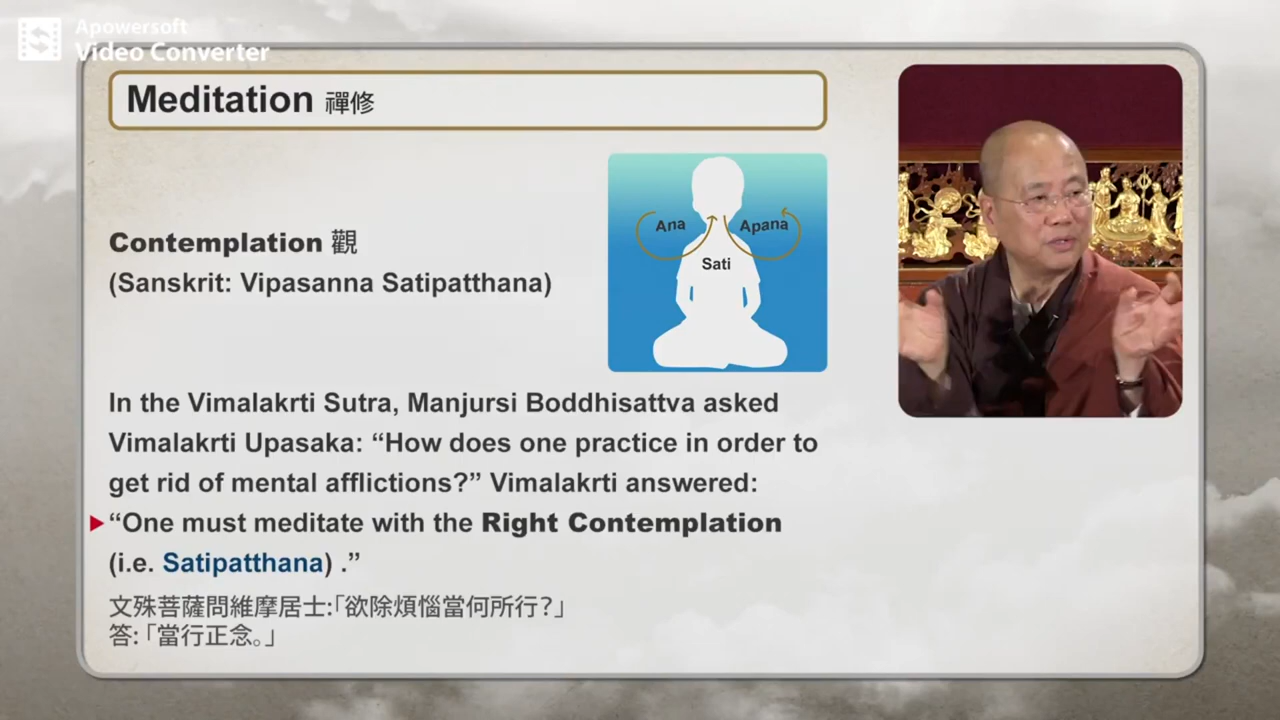 Apowersoft
Video Converter
Meditation 禪修
Contemplation 觀
(Sanskrit: Vipasanna Satipatthana)
Ana
Apana
Sati
In the Vimalakrti Sutra, Manjursi Boddhisattva asked
Vimalakrti Upasaka: “How does one practice in order to
get rid of mental afflictions?” Vimalakrti answered:
“One must meditate with the Right Contemplation
(i.e. Satipatthana) .”
文殊菩薩問維摩居士:「欲除煩惱當何所行?」
答:「當行正念。」